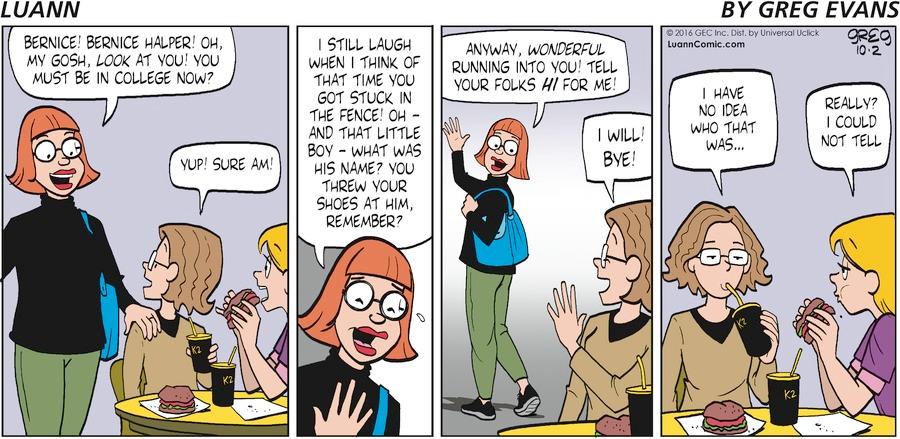 LUANN
BY GREG EVANS
BERNICE! BERNICE HALPER! OH,
MY GOSH, LOOK AT YOU! YOU
MUST BE IN COLLEGE NOW?
YUP! SURE AM!
K2
K2
I STILL LAUGH
WHEN I THINK OF
THAT TIME YOU
GOT STUCK IN
THE FENCE! OH –
AND THAT LITTLE
BOY – WHAT WAS
HIS NAME? YOU
THREW YOUR
SHOES AT HIM,
REMEMBER?
ANYWAY, WONDERFUL
RUNNING INTO YOU! TELL
YOUR FOLKS HI FOR ME!
I WILL!
BYE!
© 2016 GEC Inc. Dist. by Universal Uclick
LuannComic.com
GREG
10·2
I HAVE
NO IDEA
WHO THAT
WAS...
REALLY?
I COULD
NOT TELL
K2
K2